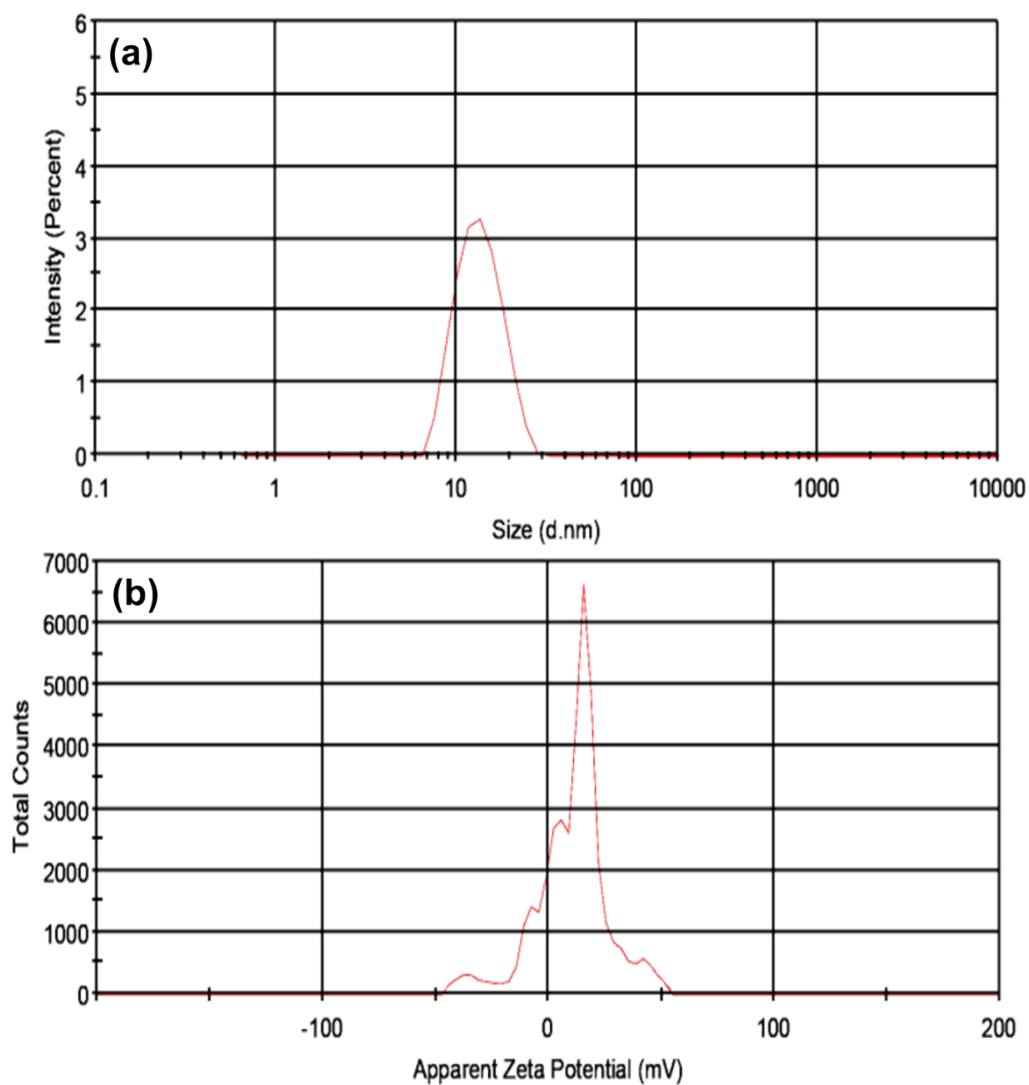 (a)
6
5
4
3
2
1
0
Intensity (Percent)
0.1 1 10 100 1000 10000
Size (d.nm)
(b)
7000
6000
5000
4000
3000
2000
1000
0
Total Counts
-100 0 100 200
Apparent Zeta Potential (mV)